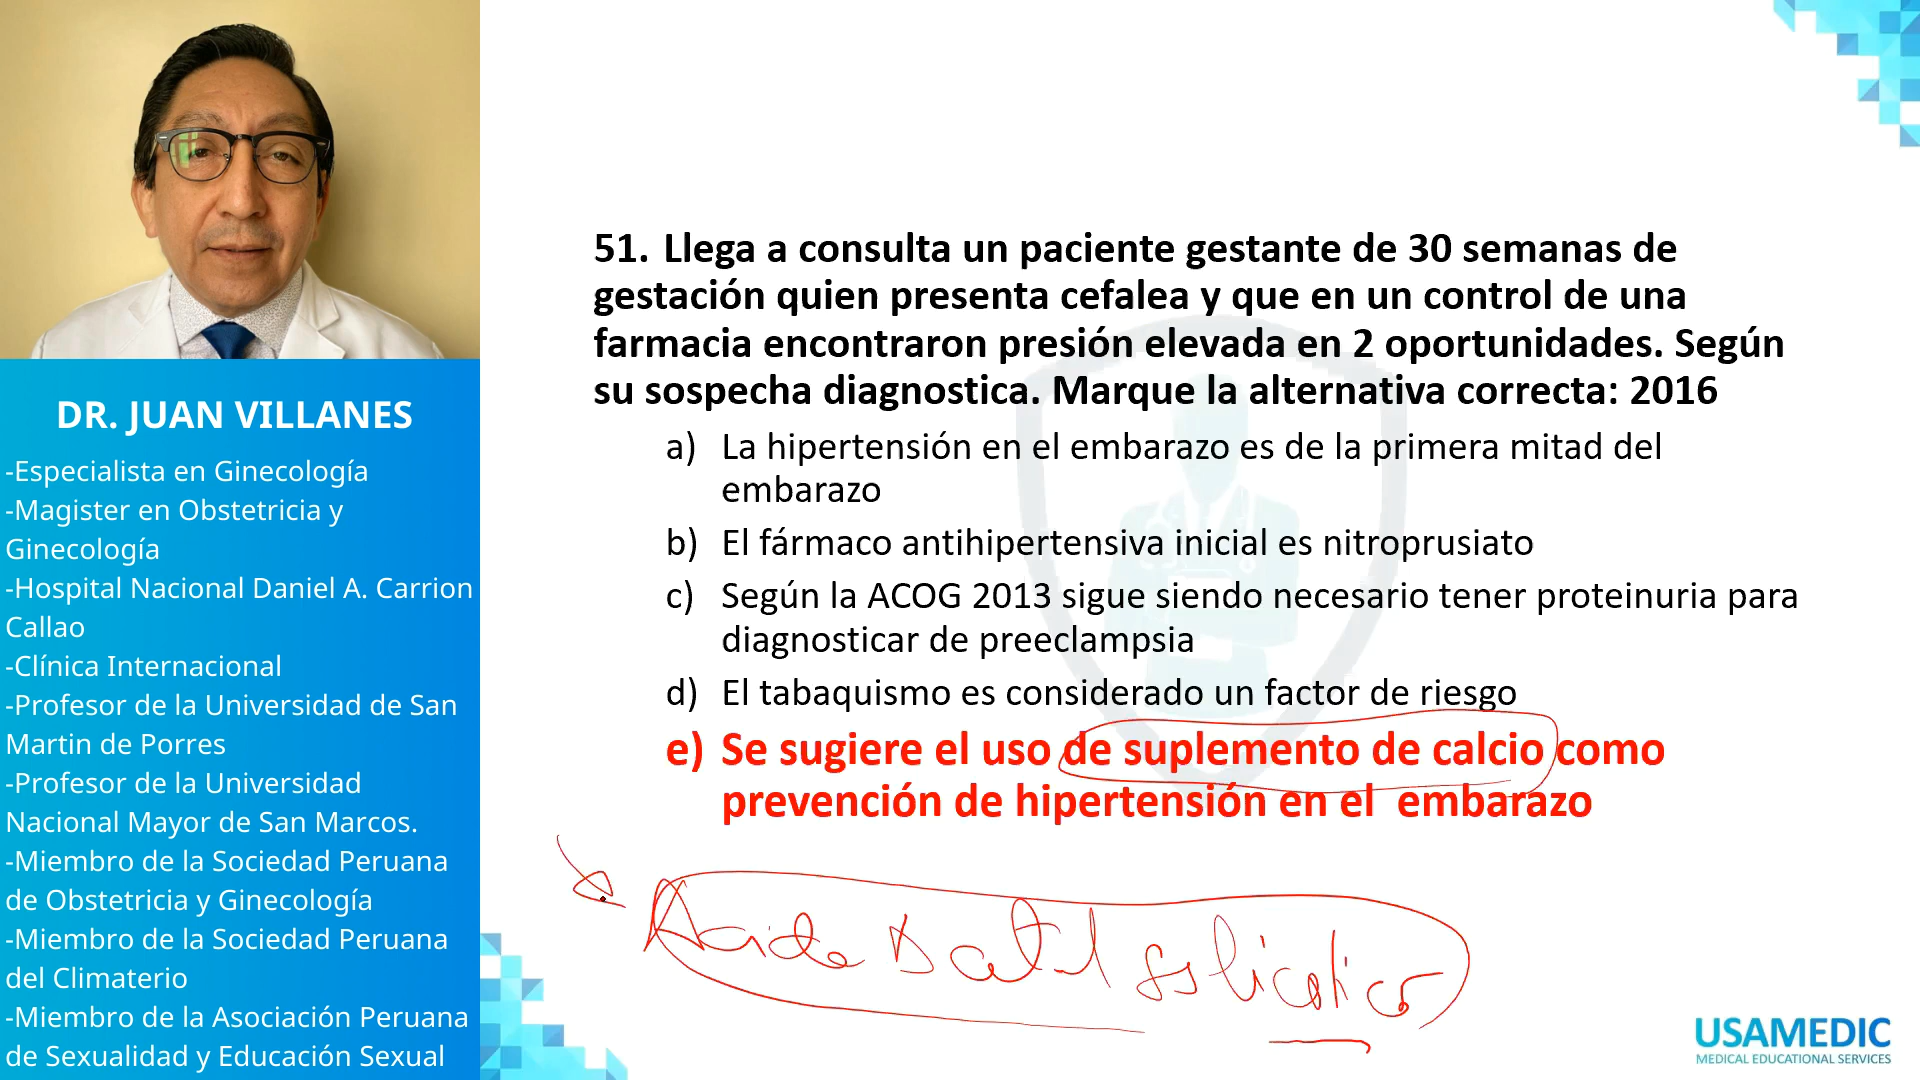 DR. JUAN VILLANES
-Especialista en Ginecología
-Magister en Obstetricia y
Ginecología
-Hospital Nacional Daniel A. Carrion
Callao
-Clínica Internacional
-Profesor de la Universidad de San
Martin de Porres
-Profesor de la Universidad
Nacional Mayor de San Marcos.
-Miembro de la Sociedad Peruana
de Obstetricia y Ginecología
-Miembro de la Sociedad Peruana
del Climaterio
-Miembro de la Asociación Peruana
de Sexualidad y Educación Sexual
51. Llega a consulta un paciente gestante de 30 semanas de
gestación quien presenta cefalea y que en un control de una
farmacia encontraron presión elevada en 2 oportunidades. Según
su sospecha diagnostica. Marque la alternativa correcta: 2016
a) La hipertensión en el embarazo es de la primera mitad del
embarazo
b) El fármaco antihipertensiva inicial es nitroprusiato
c) Según la ACOG 2013 sigue siendo necesario tener proteinuria para
diagnosticar de preeclampsia
d) El tabaquismo es considerado un factor de riesgo
e) Se sugiere el uso de suplemento de calcio como
prevención de hipertensión en el embarazo
Acido
USAMEDIC
MEDICAL EDUCATIONAL SERVICES